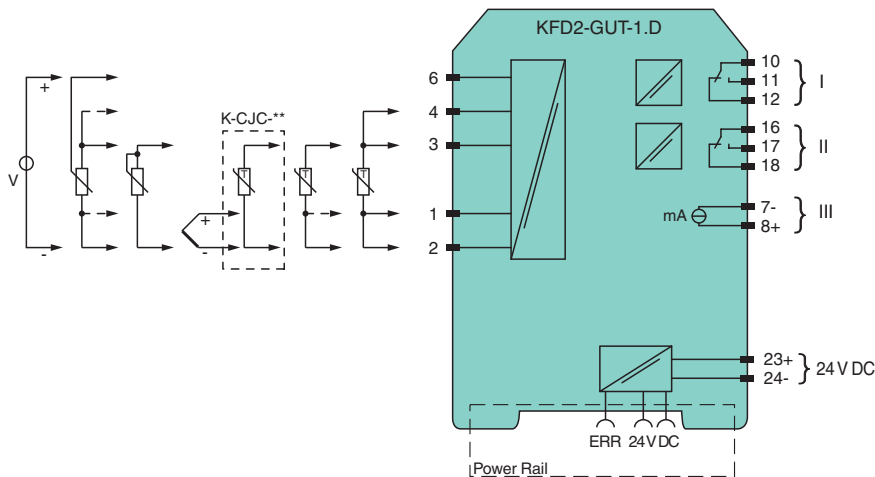 KFD2-GUT-1.D
6
4
3
1
2
+
V
-
K-CJC-**
T
+
-
T
T
10
11
12
I
16
17
18
II
mA
7-
8+
III
23+
24-
24V DC
ERR 24V DC
Power Rail